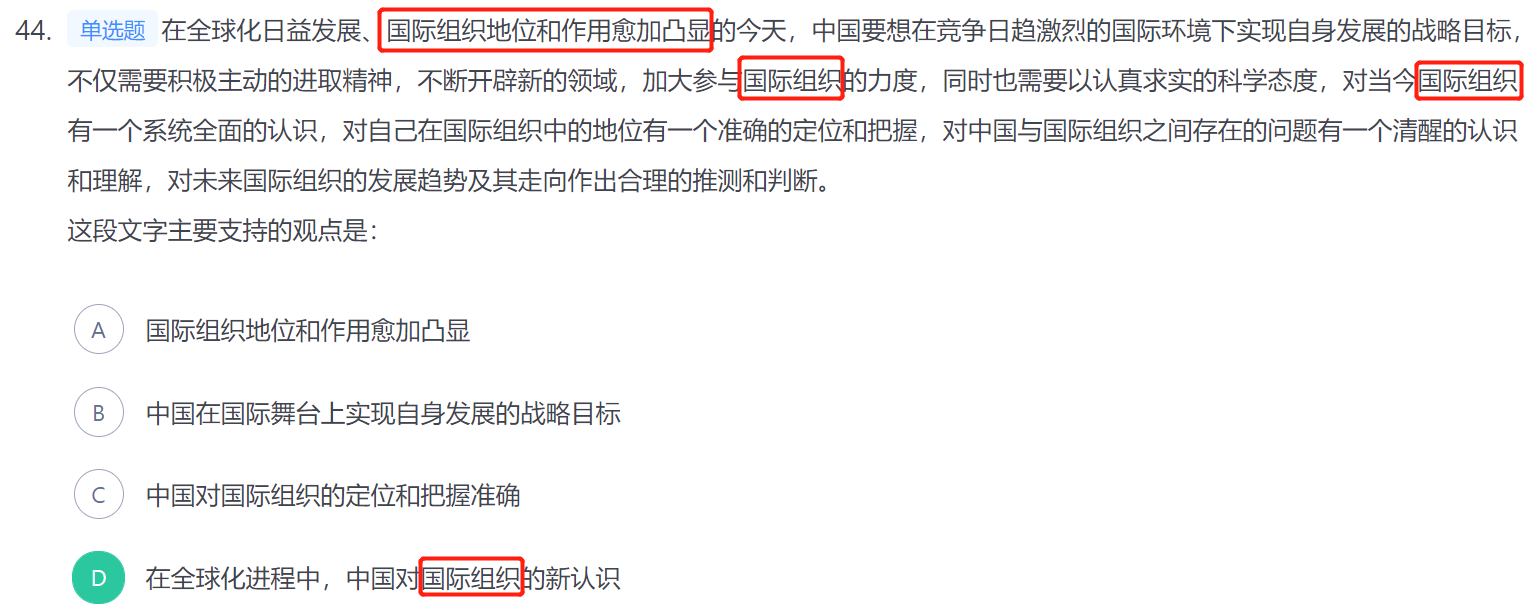 44. 单选题 在全球化日益发展、国际组织地位和作用愈加凸显的今天，中国要想在竞争日趋激烈的国际环境下实现自身发展的战略目标，
不仅需要积极主动的进取精神，不断开辟新的领域，加大参与国际组织的力度，同时也需要以认真求实的科学态度，对当今国际组织
有一个系统全面的认识，对自己在国际组织中的地位有一个准确的定位和把握，对中国与国际组织之间存在的问题有一个清醒的认识
和理解，对未来国际组织的发展趋势及其走向作出合理的推测和判断。
这段文字主要支持的观点是：
A 国际组织地位和作用愈加凸显
B 中国在国际舞台上实现自身发展的战略目标
C 中国对国际组织的定位和把握准确
D 在全球化进程中，中国对国际组织的新认识